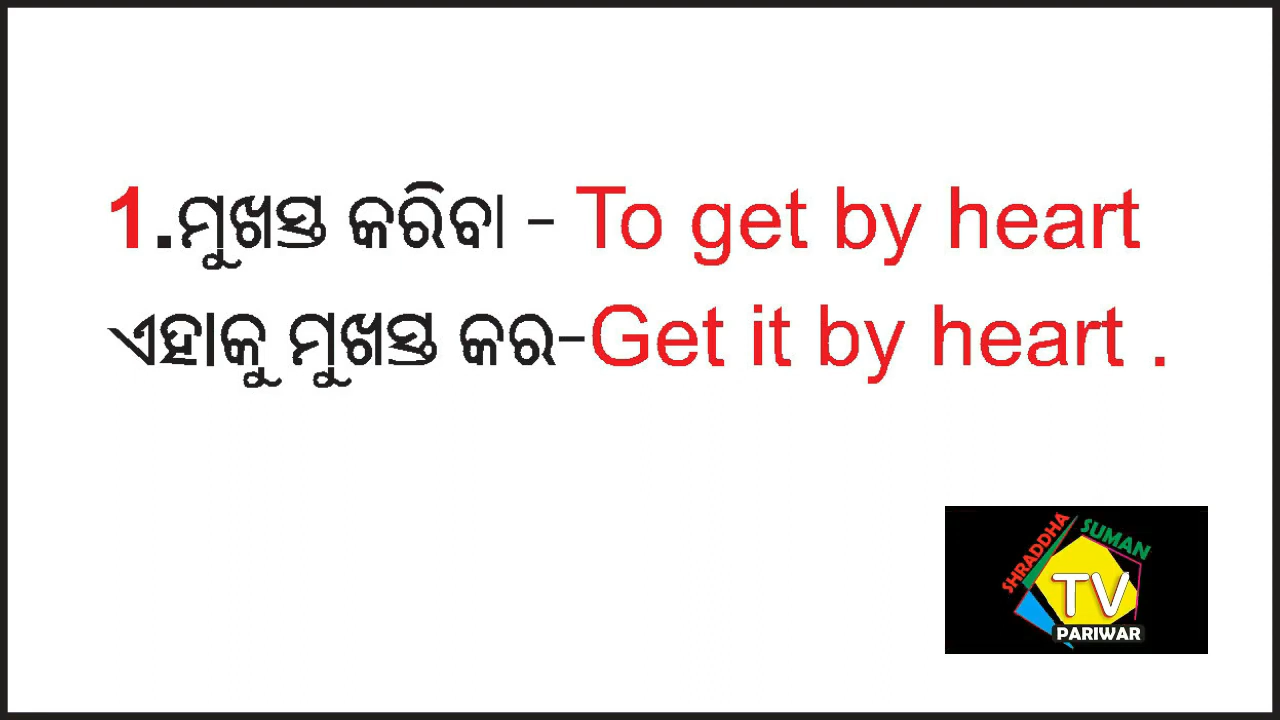 1.ମୁଖସ୍ତ କରିବା - To get by heart
ଏହାକୁ ମୁଖସ୍ତ କର-Get it by heart .
SHRADDHA SUMAN
TV
PARIWAR